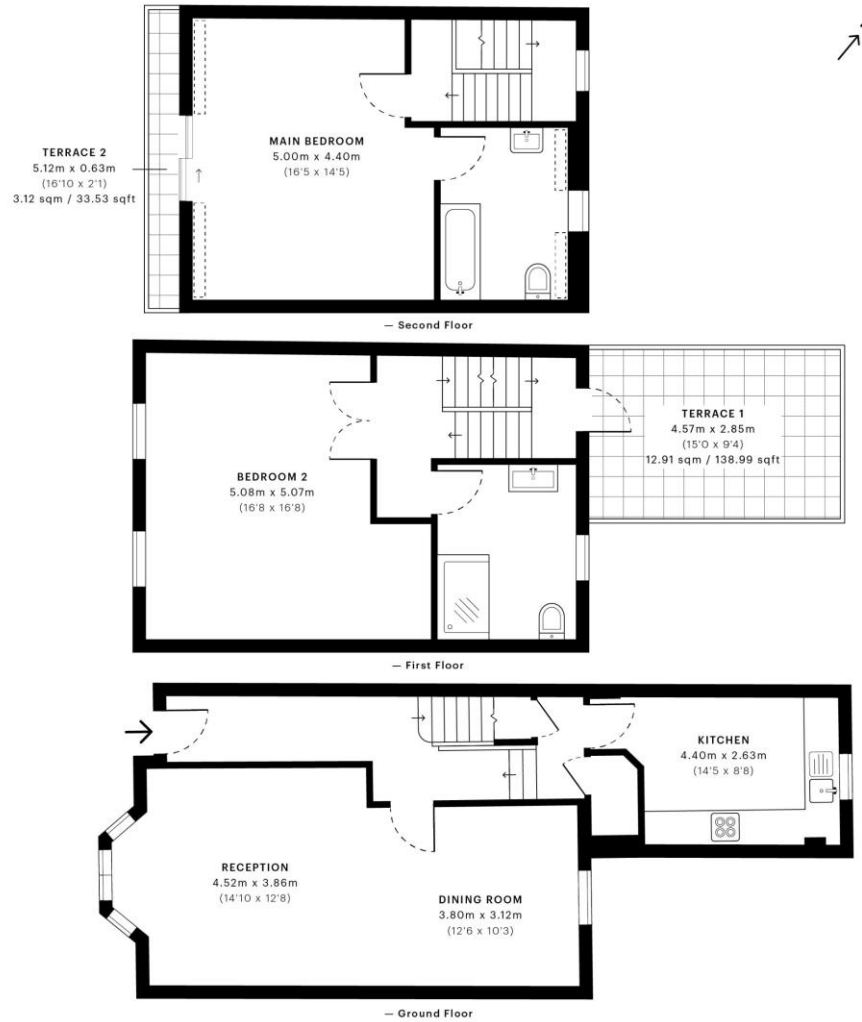 TERRACE 2
5.12m x 0.63m
(16'10 x 2'1)
3.12 sqm / 33.53 sqft
MAIN BEDROOM
5.00m x 4.40m
(16'5 x 14'5)
— Second Floor
BEDROOM 2
5.08m x 5.07m
(16'8 x 16'8)
TERRACE 1
4.57m x 2.85m
(15'0 x 9'4)
12.91 sqm / 138.99 sqft
— First Floor
KITCHEN
4.40m x 2.63m
(14'5 x 8'8)
RECEPTION
4.52m x 3.86m
(14'10 x 12'8)
DINING ROOM
3.80m x 3.12m
(12'6 x 10'3)
— Ground Floor